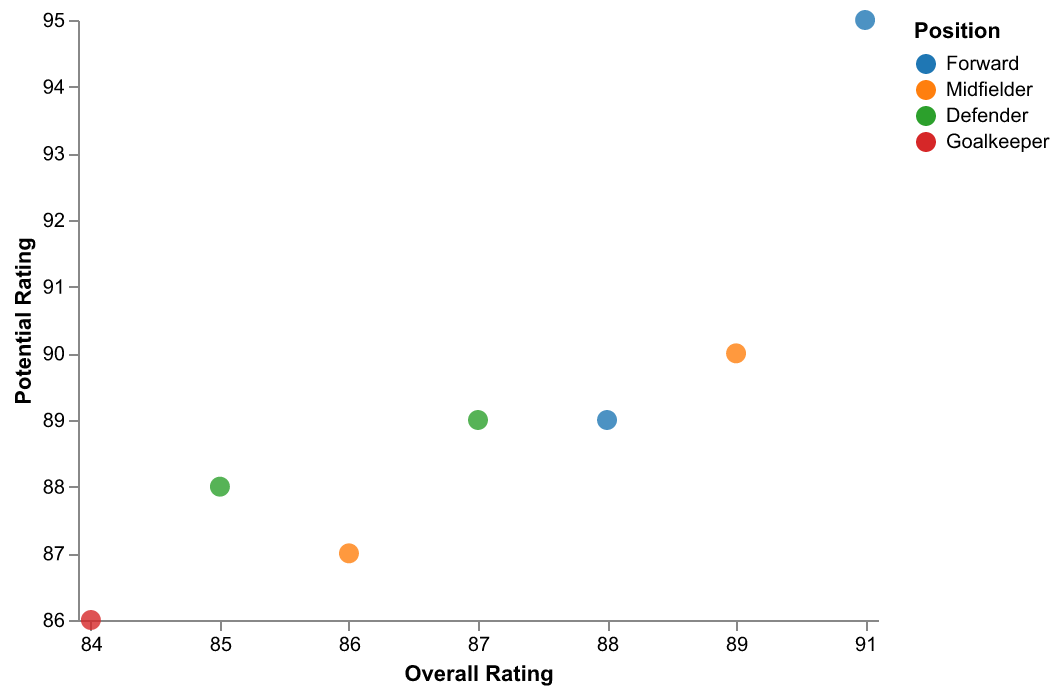 95
94
93
92
91
90
89
88
87
86
Potential Rating
84 85 86 87 88 89 91
Overall Rating
Position
Forward
Midfielder
Defender
Goalkeeper